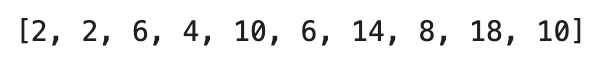 [2, 2, 6, 4, 10, 6, 14, 8, 18, 10]